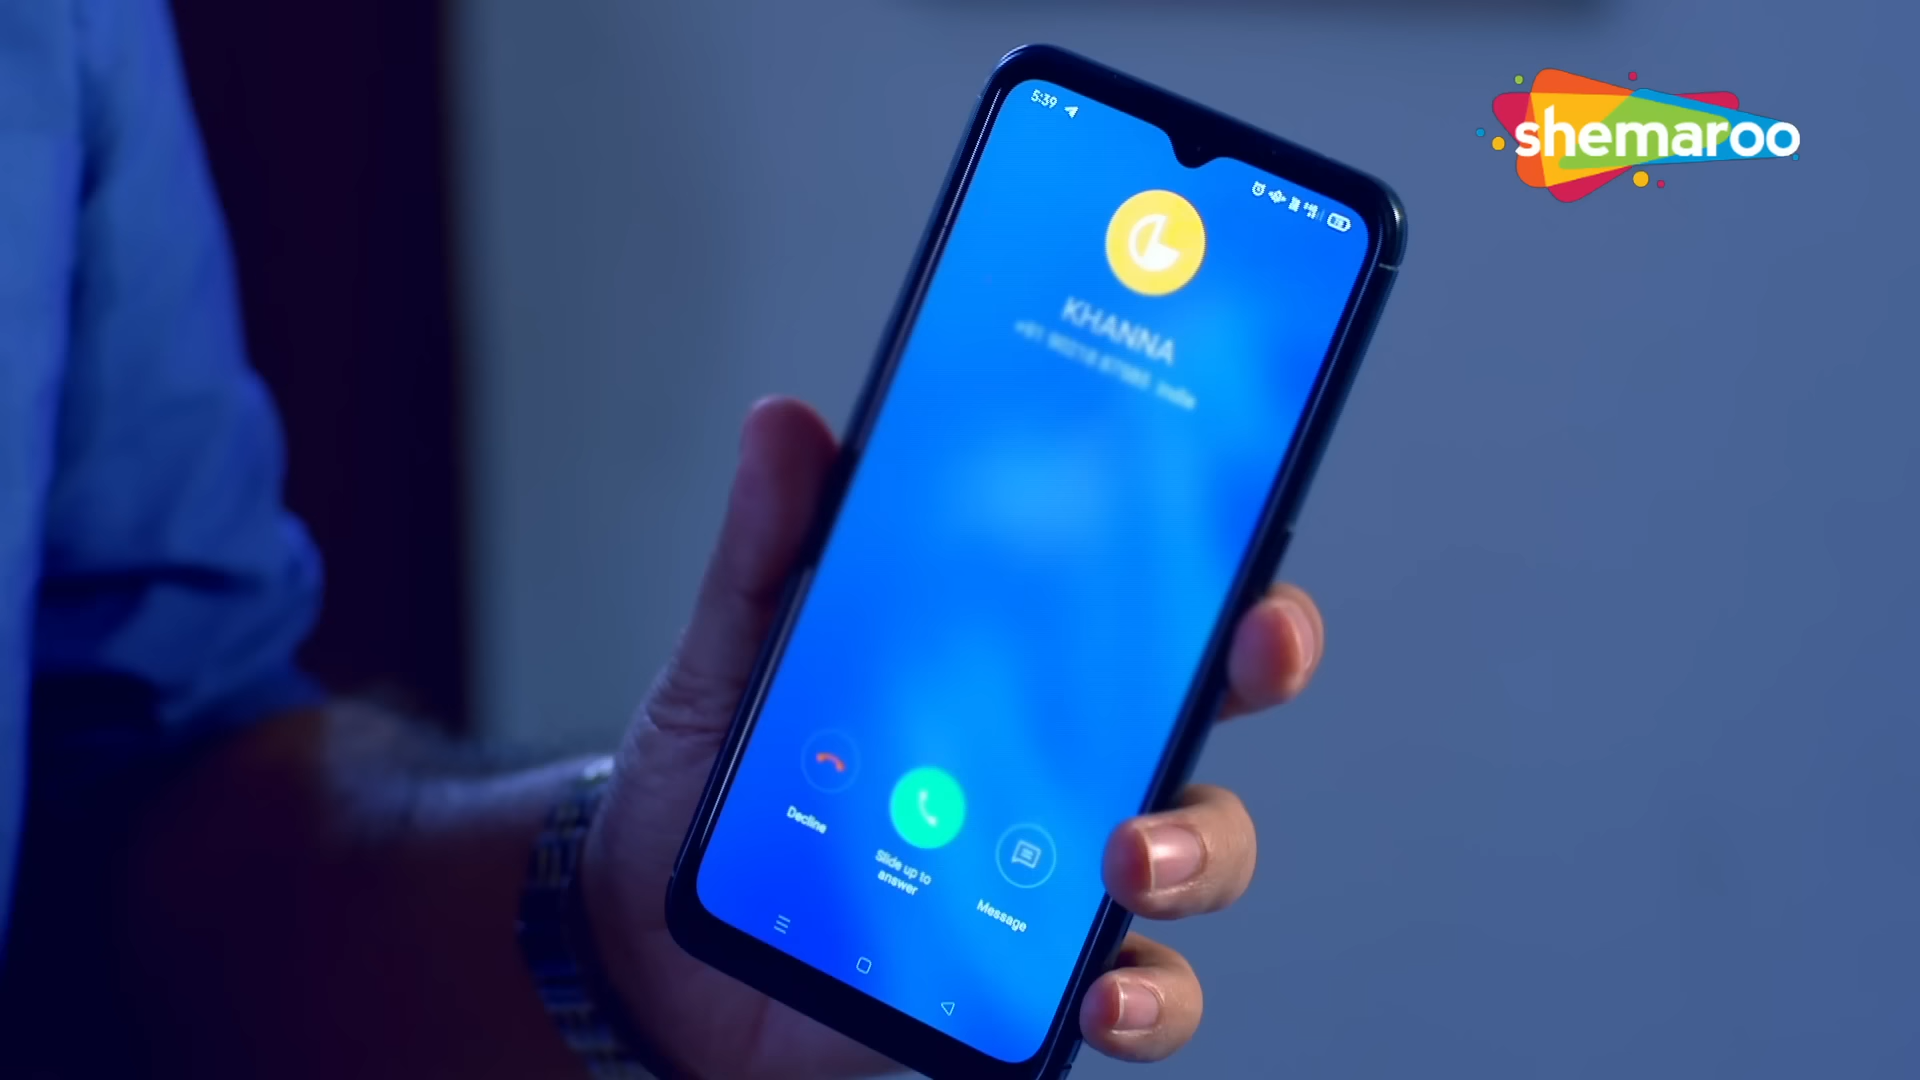 shemaroo
5:39
KHANNA
Decline
Slide up to
answer
Message